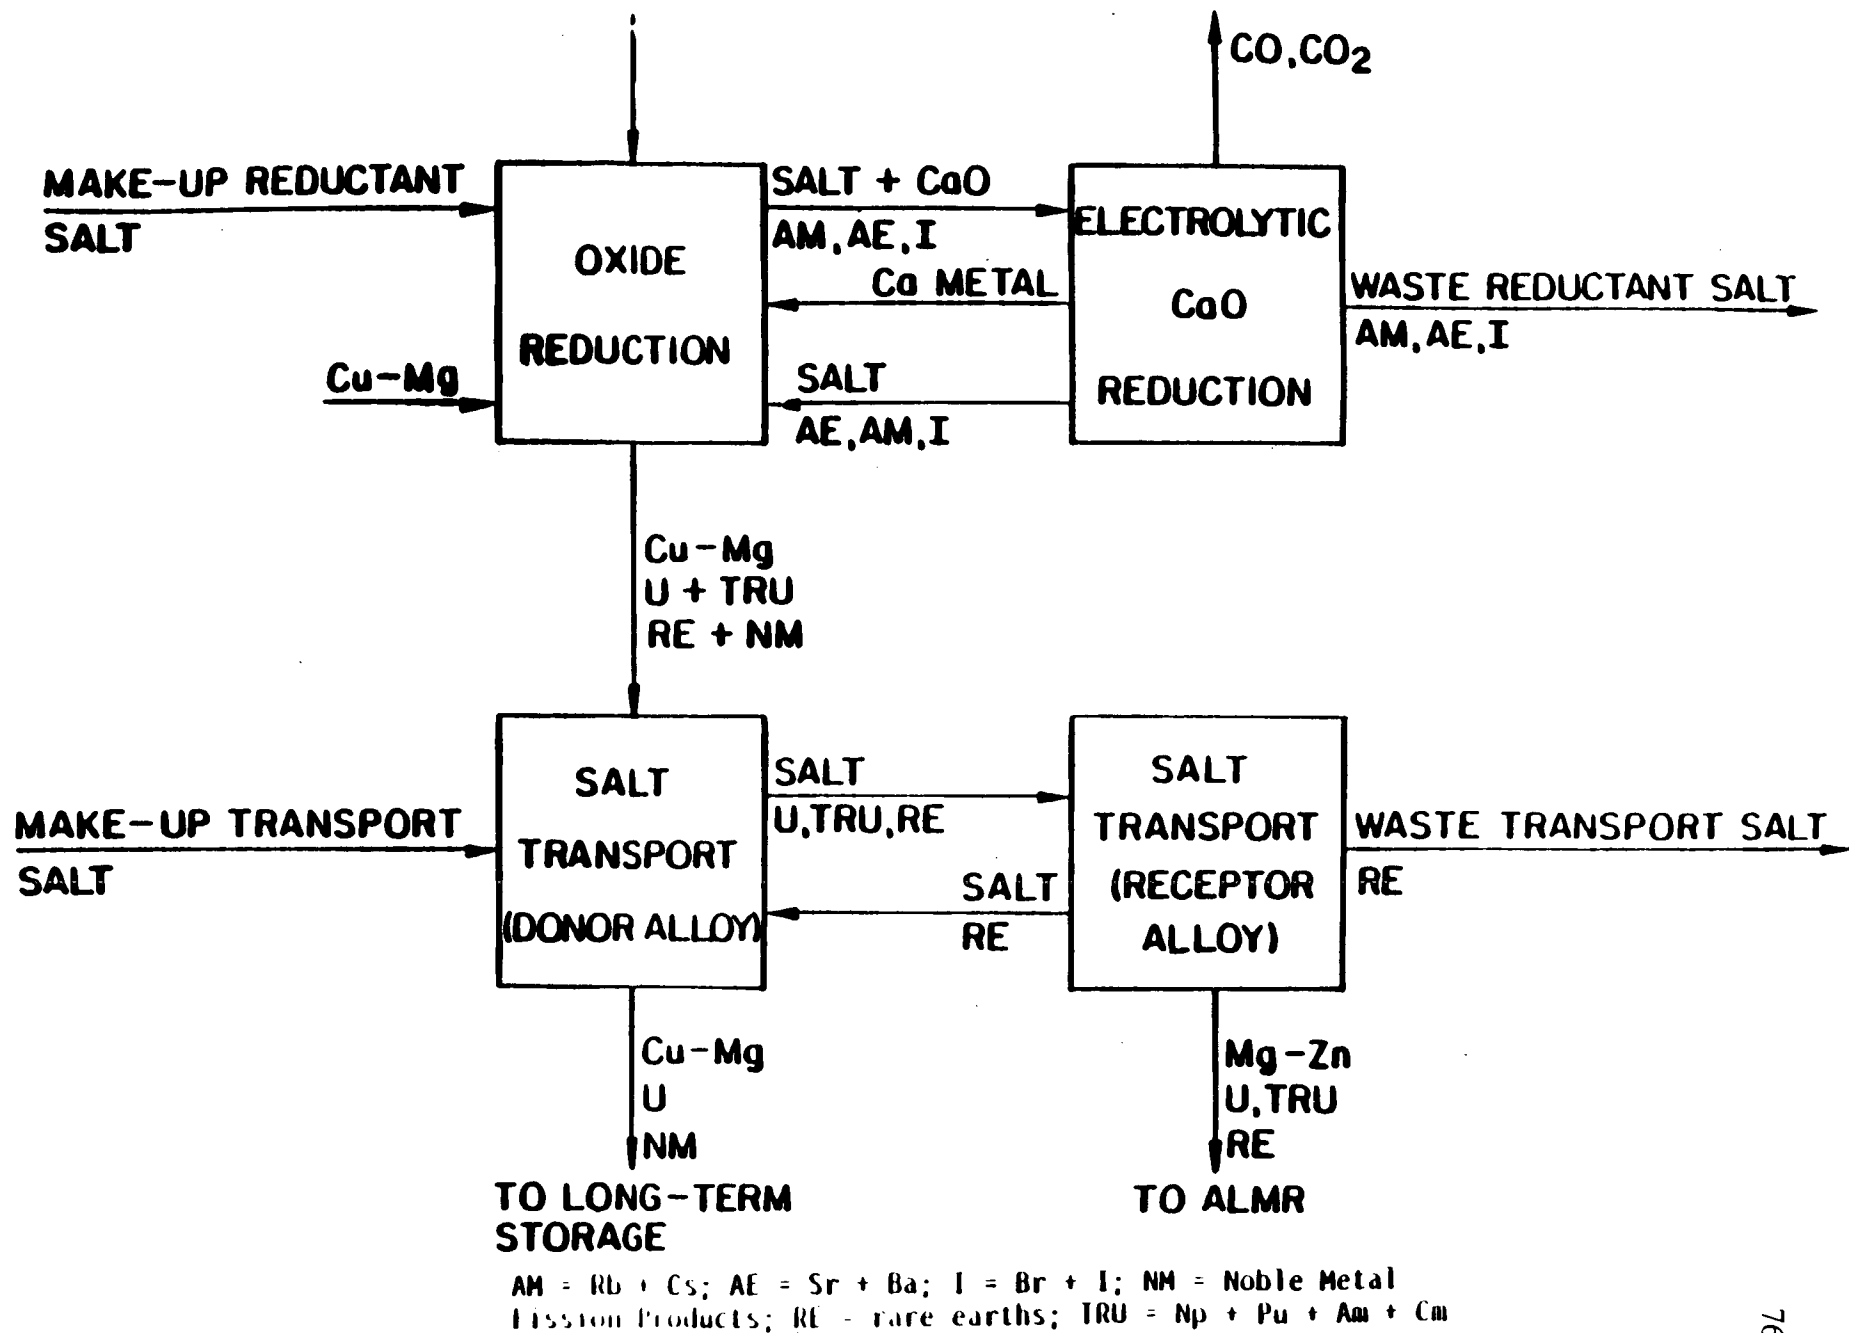 CO, CO2
MAKE-UP REDUCTANT
SALT
SALT + CaO
AM, AE, I
Ca METAL
SALT
AE, AM, I
OXIDE
REDUCTION
Cu-Mg
ELECTROLYTIC
CaO
REDUCTION
WASTE REDUCTANT SALT
AM, AE, I
Cu-Mg
U + TRU
RE + NM
MAKE-UP TRANSPORT
SALT
SALT
TRANSPORT
(DONOR ALLOY)
SALT
U, TRU, RE
SALT
RE
SALT
TRANSPORT
(RECEPTOR
ALLOY)
WASTE TRANSPORT SALT
RE
Cu-Mg
U
NM
TO LONG-TERM
STORAGE
Mg-Zn
U, TRU
RE
TO ALMR
AM = Rb + Cs; AE = Sr + Ba; I = Br + I; NM = Noble Metal
Fission Products; RE - rare earths; TRU = Np + Pu + Am + Cm